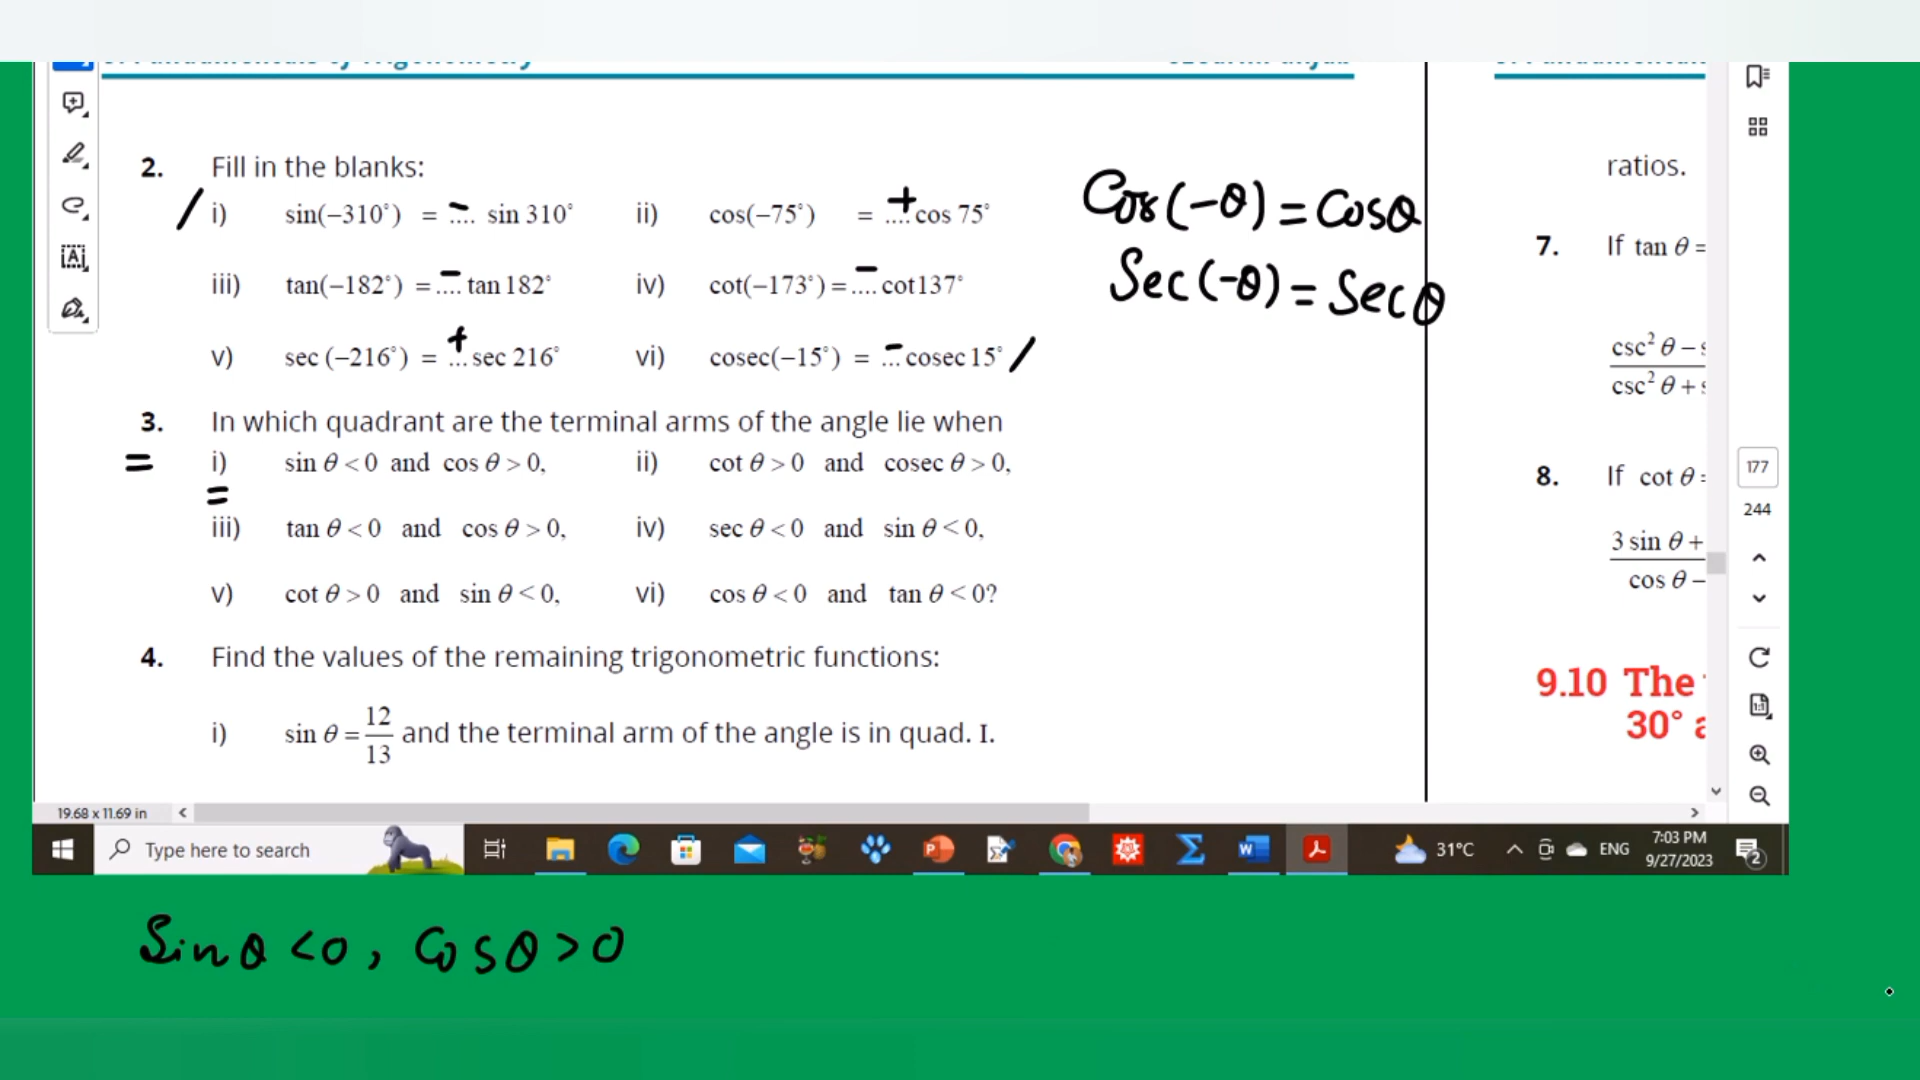 2. Fill in the blanks:
i) sin(−310°) = −.... sin 310° ii) cos(−75°) = +....cos 75°
Cos(-θ) = Cosθ
iii) tan(−182°) = −.... tan 182° iv) cot(−173°) = −.... cot137°
Sec(-θ) = Secθ
v) sec (−216°) = +... sec 216° vi) cosec(−15°) = −... cosec 15°
3. In which quadrant are the terminal arms of the angle lie when
i) sin θ < 0 and cos θ > 0, ii) cot θ > 0 and cosec θ > 0,
iii) tan θ < 0 and cos θ > 0, iv) sec θ < 0 and sin θ < 0,
v) cot θ > 0 and sin θ < 0, vi) cos θ < 0 and tan θ < 0?
4. Find the values of the remaining trigonometric functions:
i) sin θ = 12/13 and the terminal arm of the angle is in quad. I.
ratios.
7. If tan θ =
csc² θ −
csc² θ +
8. If cot θ
3 sin θ +
cos θ −
9.10 The
30°
177
244
19.68 x 11.69 in
Type here to search
31°C
ENG
7:03 PM
9/27/2023
2
Sinθ <0, Cosθ >0